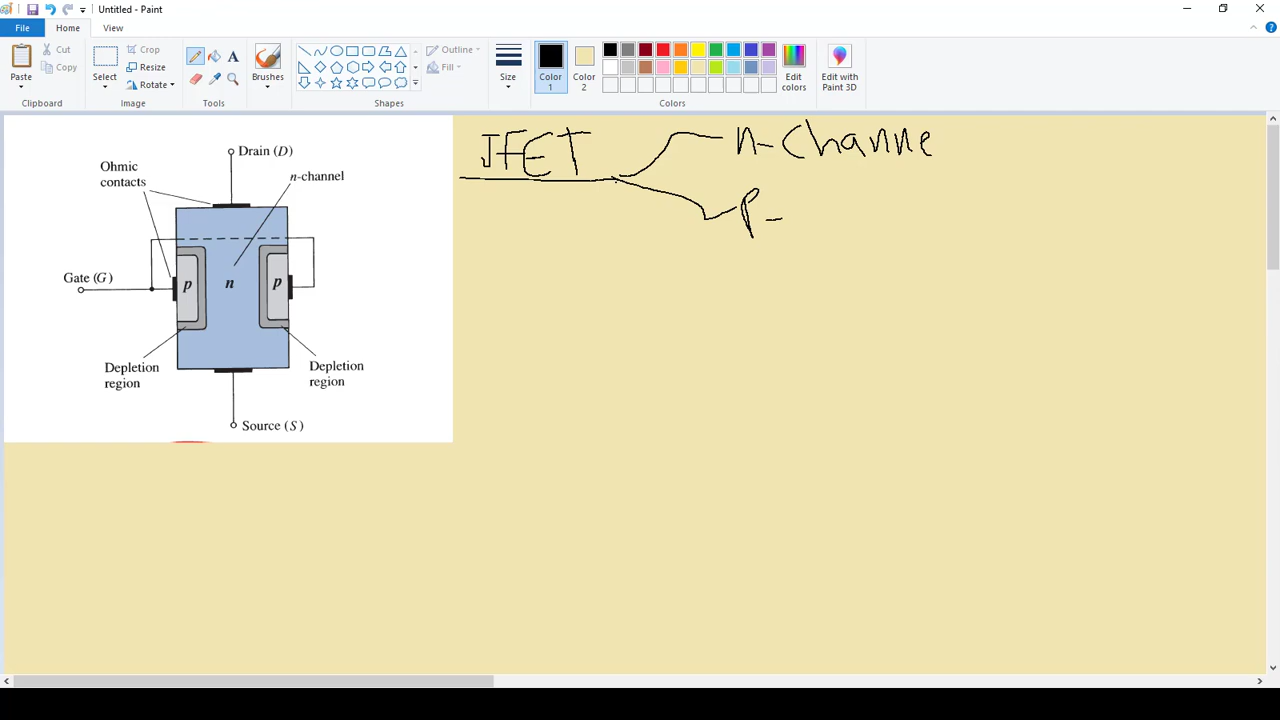 Untitled - Paint
File Home View
Paste
Cut
Copy
Clipboard
Select
Crop
Resize
Rotate
Image
Tools
Brushes
Shapes
Outline
Fill
Size
Color
1
Color
2
Edit
colors
Colors
Edit with
Paint 3D
Drain (D)
Ohmic
contacts
n-channel
Gate (G)
p
n
p
Depletion
region
Depletion
region
Source (S)
JFET
n-channe
P-